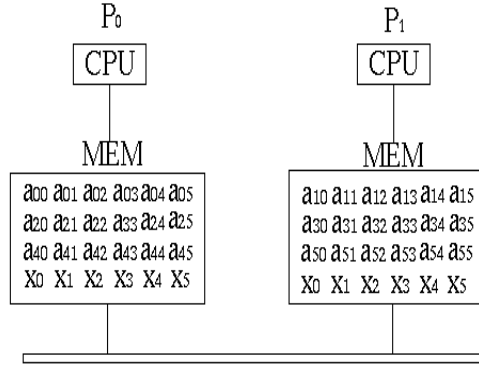 P0 P1
CPU CPU
MEM MEM
a00 a01 a02 a03 a04 a05 a10 a11 a12 a13 a14 a15
a20 a21 a22 a33 a24 a25 a30 a31 a32 a33 a34 a35
a40 a41 a42 a43 a44 a45 a50 a51 a52 a53 a54 a55
X0 X1 X2 X3 X4 X5 X0 X1 X2 X3 X4 X5